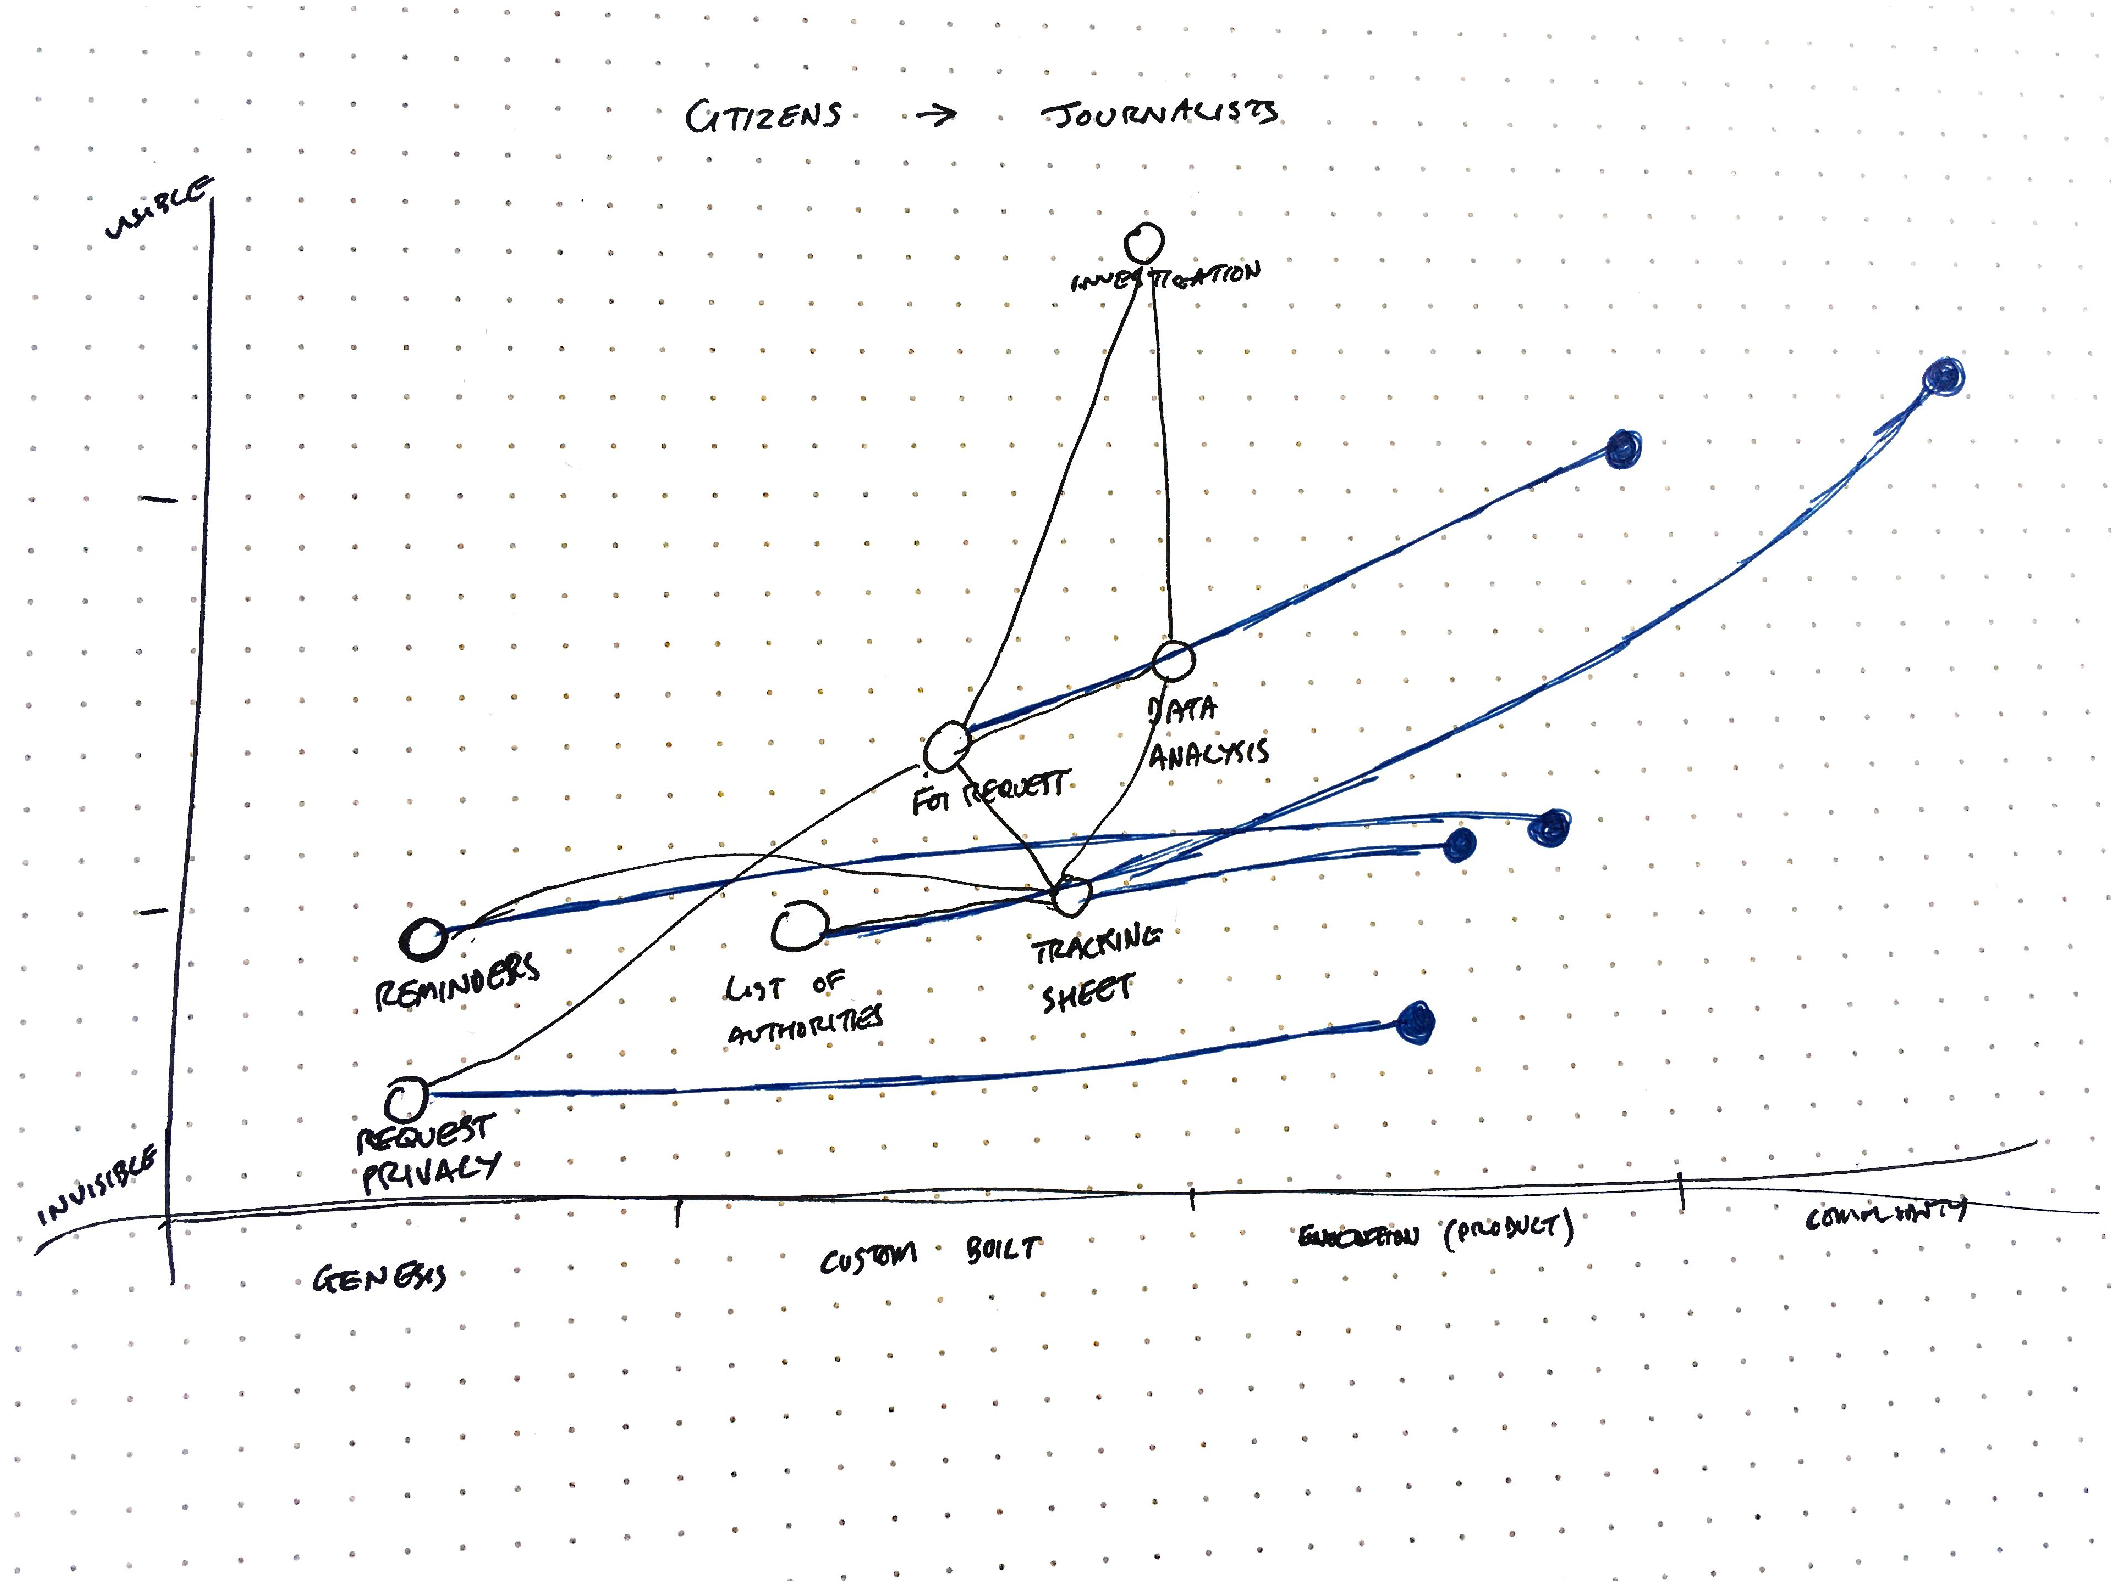 CITIZENS → JOURNALISTS
VISIBLE
INVESTIGATION
DATA
ANALYSIS
FOI REQUEST
TRACKING
SHEET
REMINDERS
LIST OF
AUTHORITIES
REQUEST
PRIVACY
INVISIBLE
GENESIS
CUSTOM BUILT
(PRODUCT)